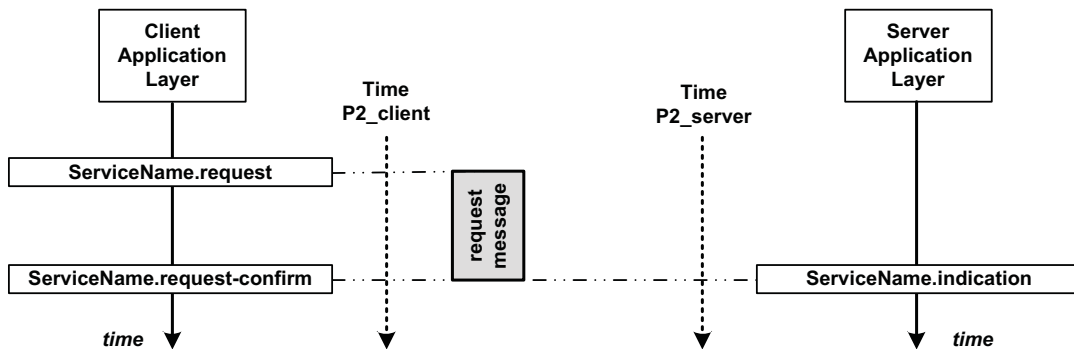 Client
Application
Layer
Server
Application
Layer
Time
P2_client
Time
P2_server
ServiceName.request
request
message
ServiceName.request-confirm
ServiceName.indication
time
time